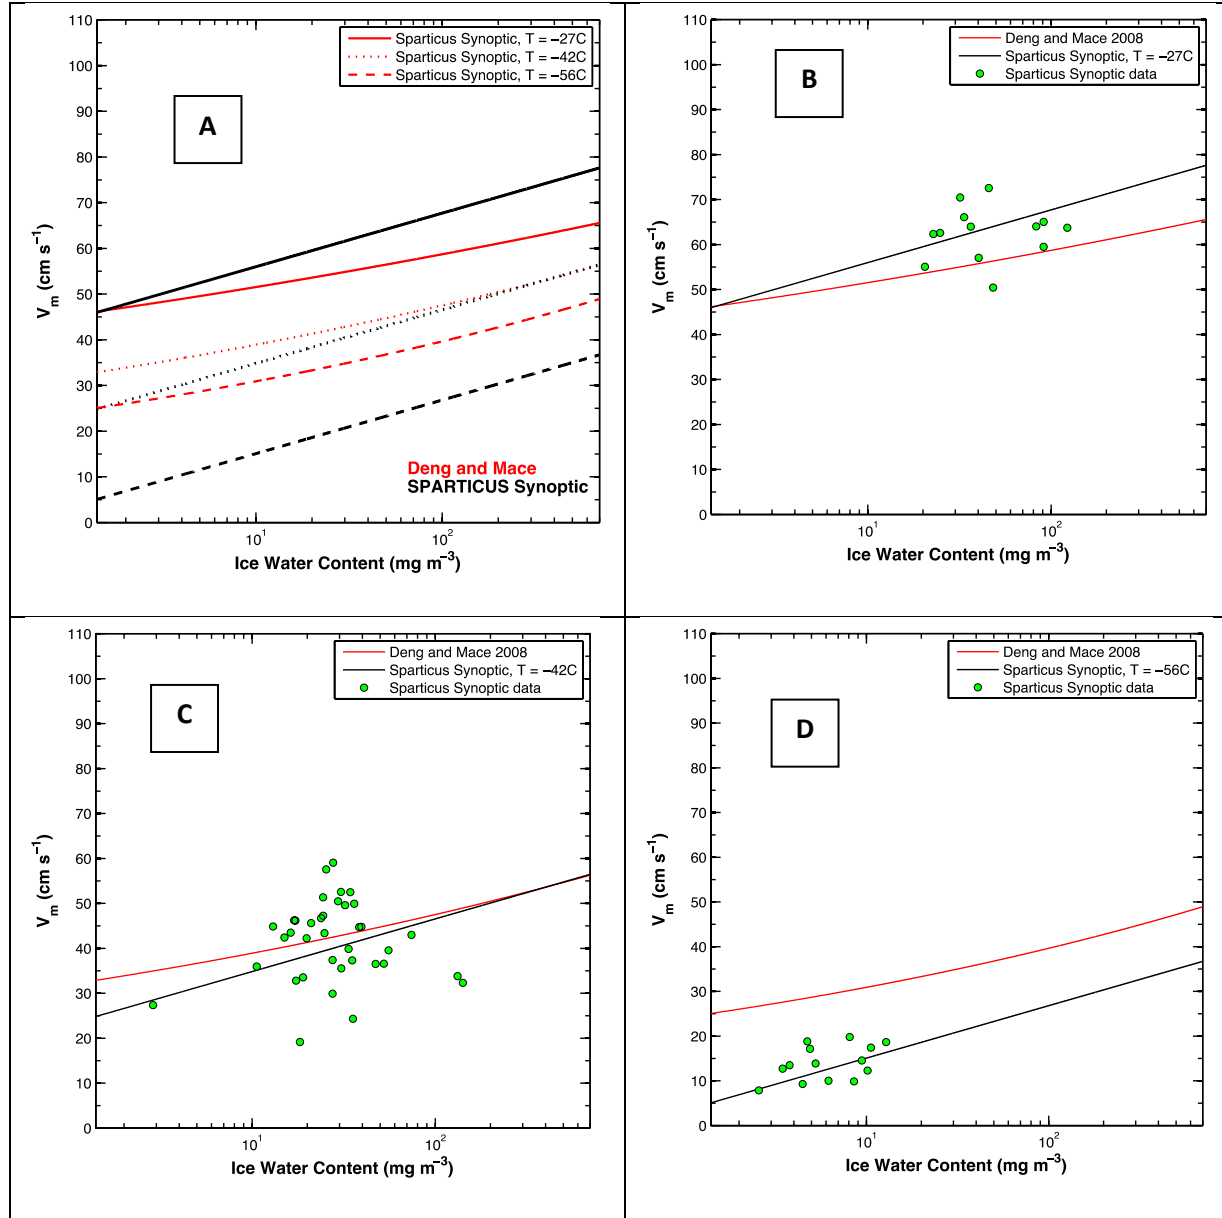 110
100
90
80
70
60
50
40
30
20
10
0
V_m (cm s⁻¹)
Sparticus Synoptic, T = −27C
Sparticus Synoptic, T = −42C
Sparticus Synoptic, T = −56C
A
Deng and Mace
SPARTICUS Synoptic
10¹ 10²
Ice Water Content (mg m⁻³)
110
100
90
80
70
60
50
40
30
20
10
0
V_m (cm s⁻¹)
Deng and Mace 2008
Sparticus Synoptic, T = −27C
Sparticus Synoptic data
B
10¹ 10²
Ice Water Content (mg m⁻³)
110
100
90
80
70
60
50
40
30
20
10
0
V_m (cm s⁻¹)
Deng and Mace 2008
Sparticus Synoptic, T = −42C
Sparticus Synoptic data
C
10¹ 10²
Ice Water Content (mg m⁻³)
110
100
90
80
70
60
50
40
30
20
10
0
V_m (cm s⁻¹)
Deng and Mace 2008
Sparticus Synoptic, T = −56C
Sparticus Synoptic data
D
10¹ 10²
Ice Water Content (mg m⁻³)